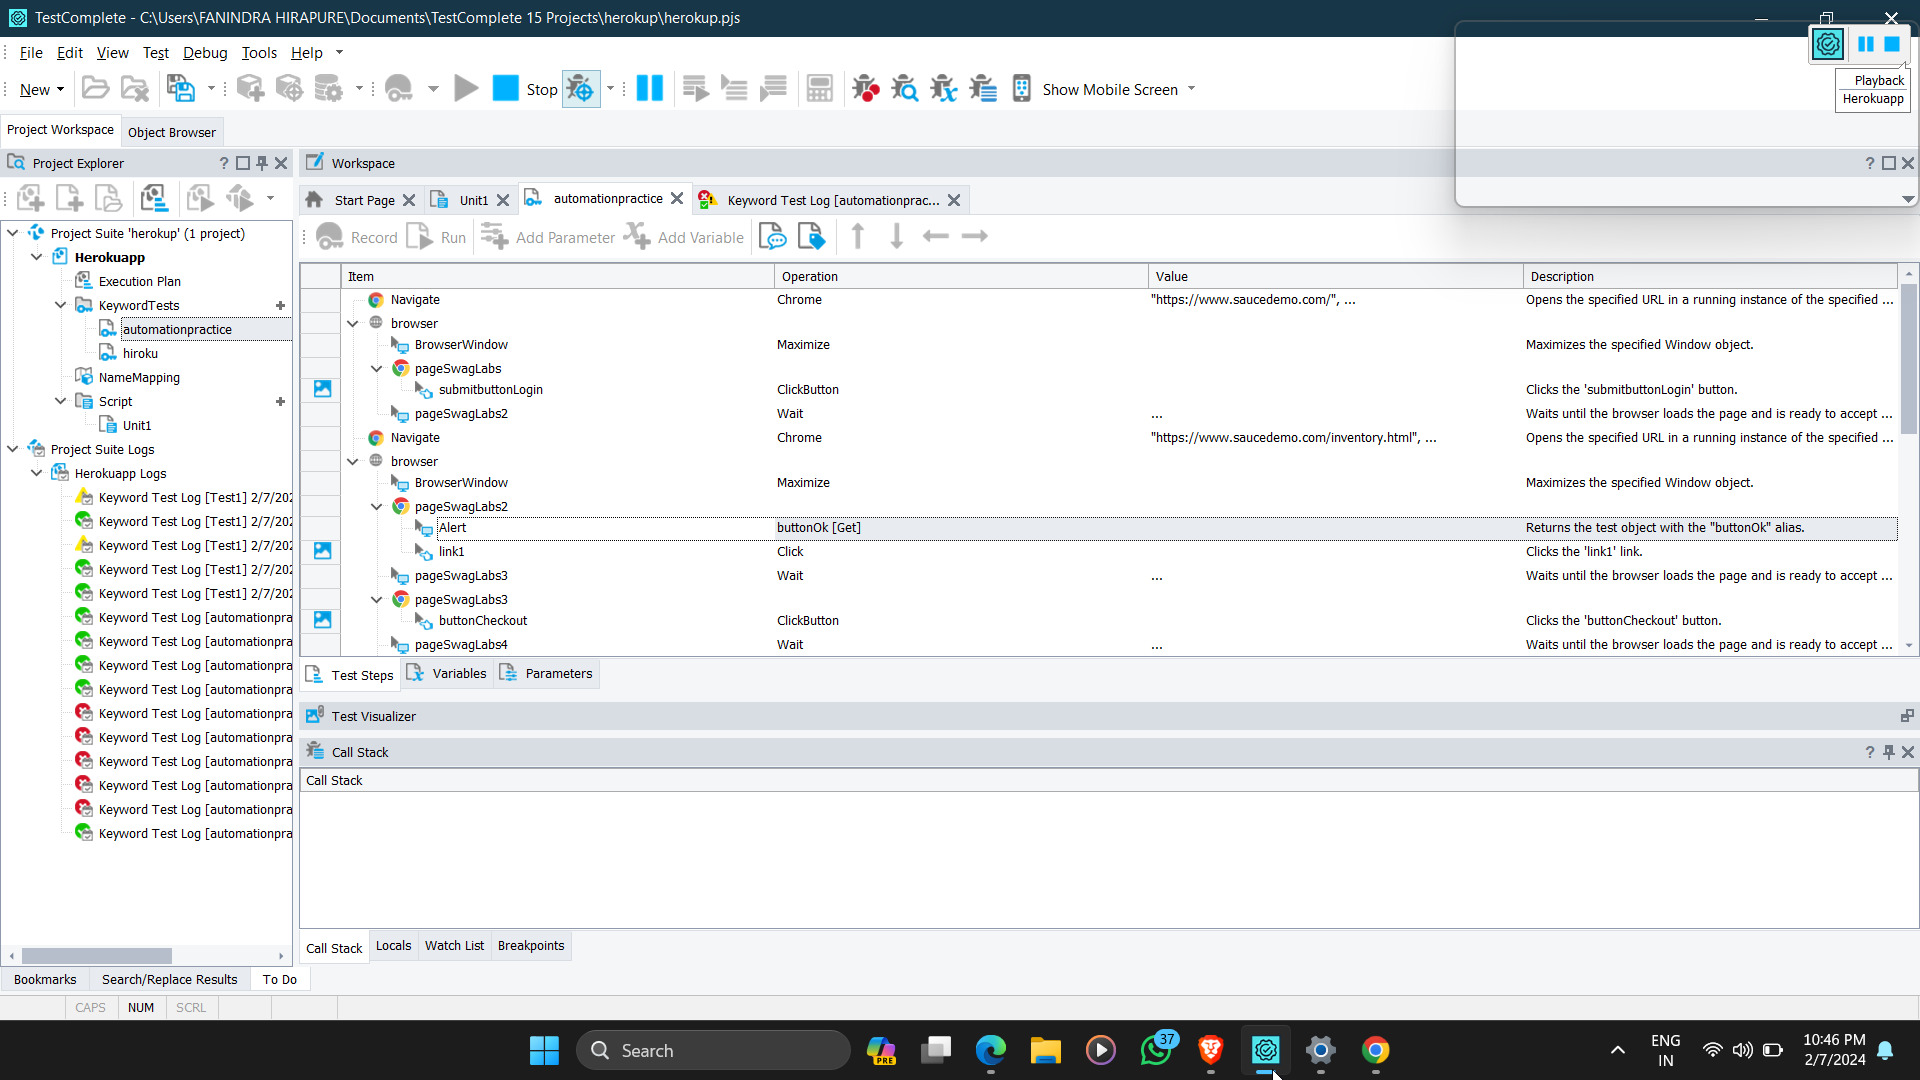 TestComplete - C:\Users\FANINDRA HIRAPURE\Documents\TestComplete 15 Projects\herokup\herokup.pjs
File Edit View Test Debug Tools Help
New Stop Show Mobile Screen
Playback
Herokuapp
Project Workspace Object Browser
Project Explorer ?
Workspace ?
Start Page Unit1 automationpractice Keyword Test Log [automationprac...
Record Run Add Parameter Add Variable
Project Suite 'herokup' (1 project)
Herokuapp
Execution Plan
KeywordTests
automationpractice
hiroku
NameMapping
Script
Unit1
Project Suite Logs
Herokuapp Logs
Keyword Test Log [Test1] 2/7/202
Keyword Test Log [Test1] 2/7/202
Keyword Test Log [Test1] 2/7/202
Keyword Test Log [Test1] 2/7/202
Keyword Test Log [Test1] 2/7/202
Keyword Test Log [automationpra
Keyword Test Log [automationpra
Keyword Test Log [automationpra
Keyword Test Log [automationpra
Keyword Test Log [automationpra
Keyword Test Log [automationpra
Keyword Test Log [automationpra
Keyword Test Log [automationpra
Keyword Test Log [automationpra
Keyword Test Log [automationpra
Item Operation Value Description
Navigate Chrome "https://www.saucedemo.com/", ... Opens the specified URL in a running instance of the specified ...
browser
BrowserWindow Maximize Maximizes the specified Window object.
pageSwagLabs
submitbuttonLogin ClickButton Clicks the 'submitbuttonLogin' button.
pageSwagLabs2 Wait ... Waits until the browser loads the page and is ready to accept ...
Navigate Chrome "https://www.saucedemo.com/inventory.html", ... Opens the specified URL in a running instance of the specified ...
browser
BrowserWindow Maximize Maximizes the specified Window object.
pageSwagLabs2
Alert buttonOk [Get] Returns the test object with the "buttonOk" alias.
link1 Click Clicks the 'link1' link.
pageSwagLabs3 Wait ... Waits until the browser loads the page and is ready to accept ...
pageSwagLabs3
buttonCheckout ClickButton Clicks the 'buttonCheckout' button.
pageSwagLabs4 Wait ... Waits until the browser loads the page and is ready to accept ...
Test Steps Variables Parameters
Test Visualizer
Call Stack ?
Call Stack
Call Stack Locals Watch List Breakpoints
Bookmarks Search/Replace Results To Do
CAPS NUM SCRL
Search PRE 37
ENG
IN
10:46 PM
2/7/2024